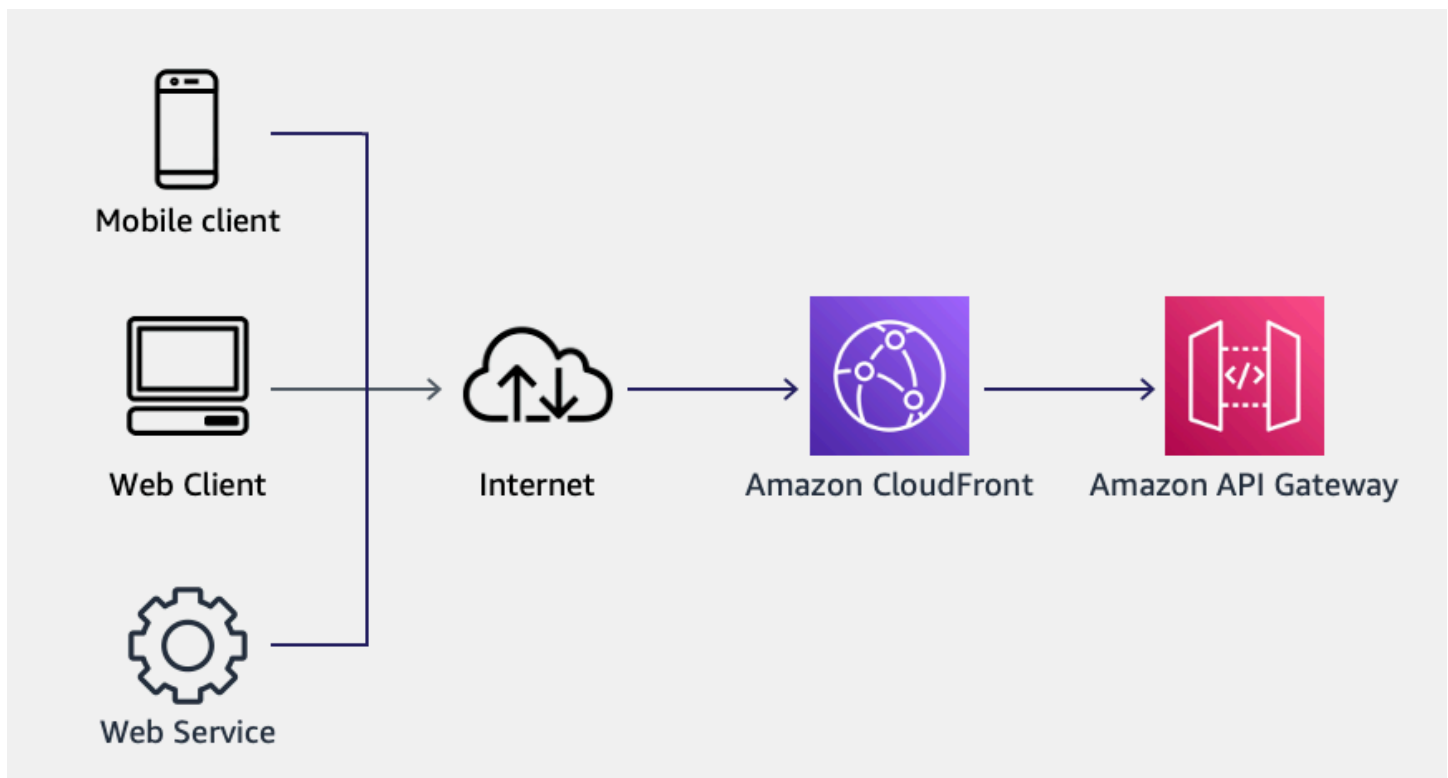 Mobile client
Web Client
Internet
Amazon CloudFront
Amazon API Gateway
</>
Web Service